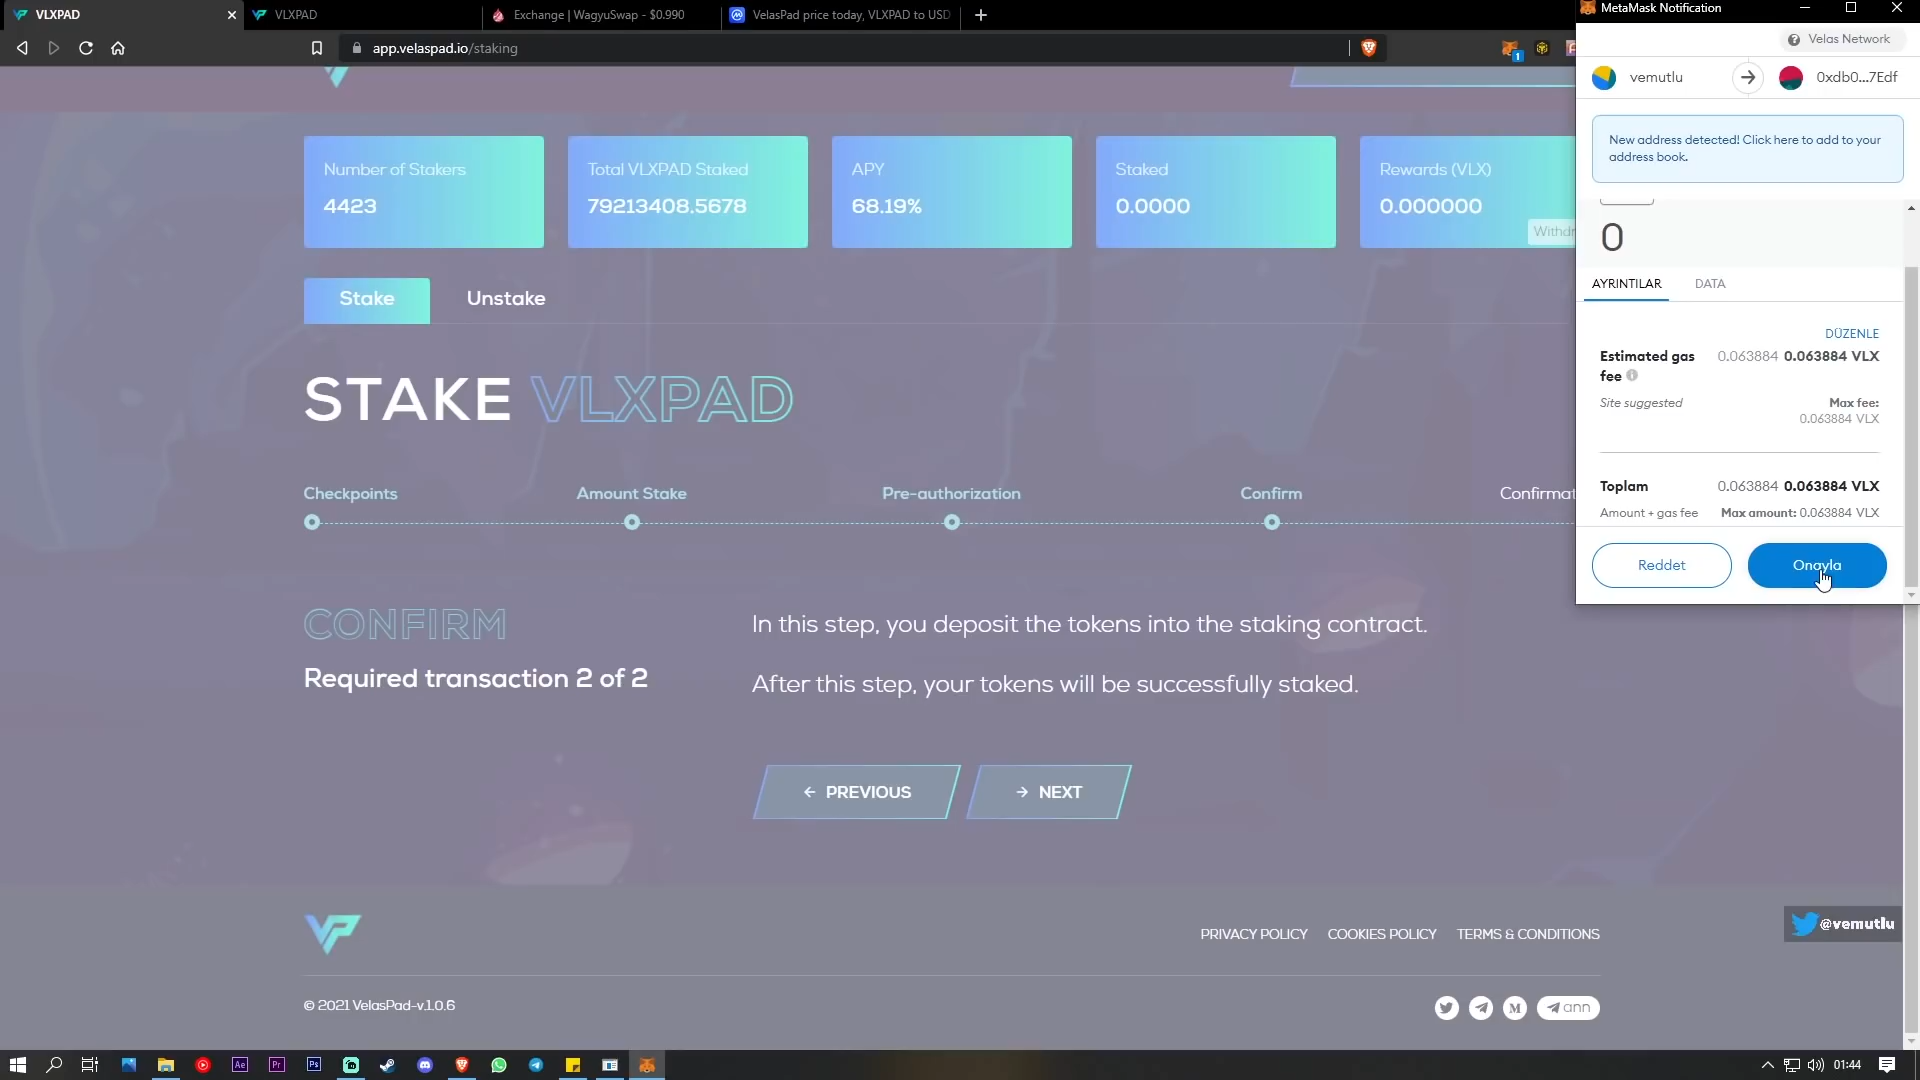 VLXPAD
VLXPAD
Exchange | WagyuSwap - $0.990
VelasPad price today, VLXPAD to USD
app.velaspad.io/staking
1
MetaMask Notification
Velas Network
vemutlu
0xdb0...7Edf
New address detected! Click here to add to your
address book.
0
AYRINTILAR
DATA
DÜZENLE
Estimated gas
fee
0.063884 0.063884 VLX
Site suggested
Max fee:
0.063884 VLX
Toplam
0.063884 0.063884 VLX
Amount + gas fee
Max amount: 0.063884 VLX
Reddet
Onayla
Number of Stakers
4423
Total VLXPAD Staked
79213408.5678
APY
68.19%
Staked
0.0000
Rewards (VLX)
0.000000
Withdr
Stake
Unstake
STAKE VLXPAD
Checkpoints
Amount Stake
Pre-authorization
Confirm
Confirmat
CONFIRM
Required transaction 2 of 2
In this step, you deposit the tokens into the staking contract.
After this step, your tokens will be successfully staked.
← PREVIOUS
→ NEXT
@vemutlu
PRIVACY POLICY
COOKIES POLICY
TERMS & CONDITIONS
© 2021 VelasPad-v.1.0.6
ann
Ae
Pr
Ps
01:44